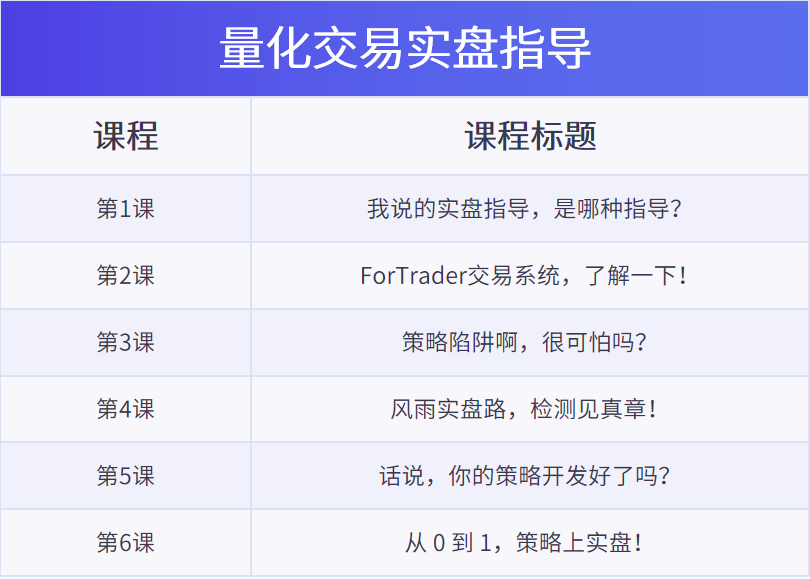 量化交易实盘指导
课程 课程标题
第1课 我说的实盘指导，是哪种指导？
第2课 ForTrader交易系统，了解一下！
第3课 策略陷阱啊，很可怕吗？
第4课 风雨实盘路，检测见真章！
第5课 话说，你的策略开发好了吗？
第6课 从 0 到 1，策略上实盘！